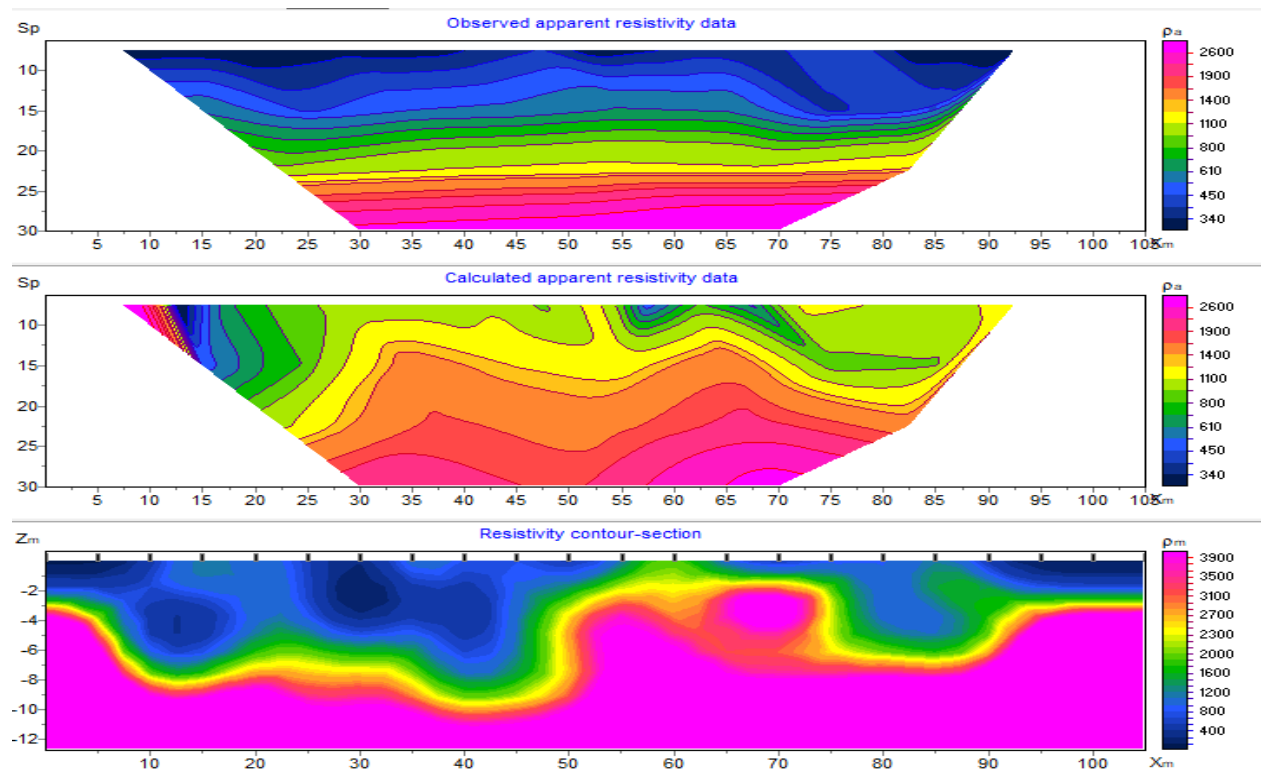 Observed apparent resistivity data
Sp
ρa
10
15
20
25
30
5 10 15 20 25 30 35 40 45 50 55 60 65 70 75 80 85 90 95 100 105
Xm
2600
1900
1400
1100
800
610
450
340
Calculated apparent resistivity data
Sp
ρa
10
15
20
25
30
5 10 15 20 25 30 35 40 45 50 55 60 65 70 75 80 85 90 95 100 105
Xm
2600
1900
1400
1100
800
610
450
340
Resistivity contour-section
Zm
ρm
-2
-4
-6
-8
-10
-12
10 20 30 40 50 60 70 80 90 100
Xm
3900
3500
3100
2700
2300
1600
1200
800
400